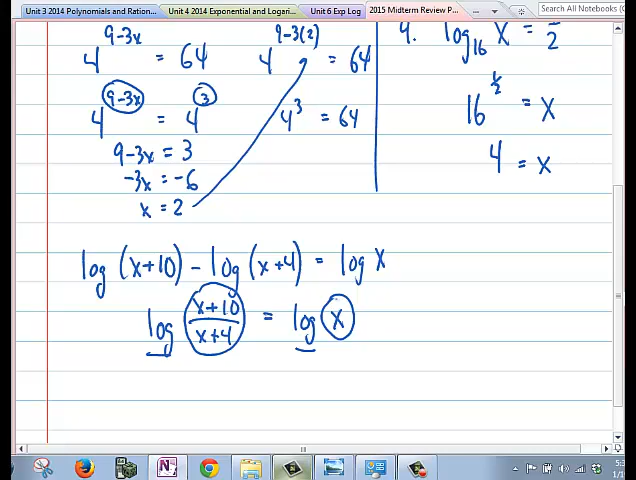 Unit 3 2014 Polynomials and Ration... Unit 4 2014 Exponential and Logari... Unit 6 Exp Log 2015 Midterm Review P... Search All Notebooks (
4^(9-3x) = 64
4^(9-3(2)) = 64
4^(9-3x) = 4^3
4^3 = 64
9-3x = 3
-3x = -6
x = 2
4. log₁₆ x = /2
16^(1/2) = x
4 = x
log (x+10) - log (x+4) = log x
log (x+10)/(x+4) = log (x)